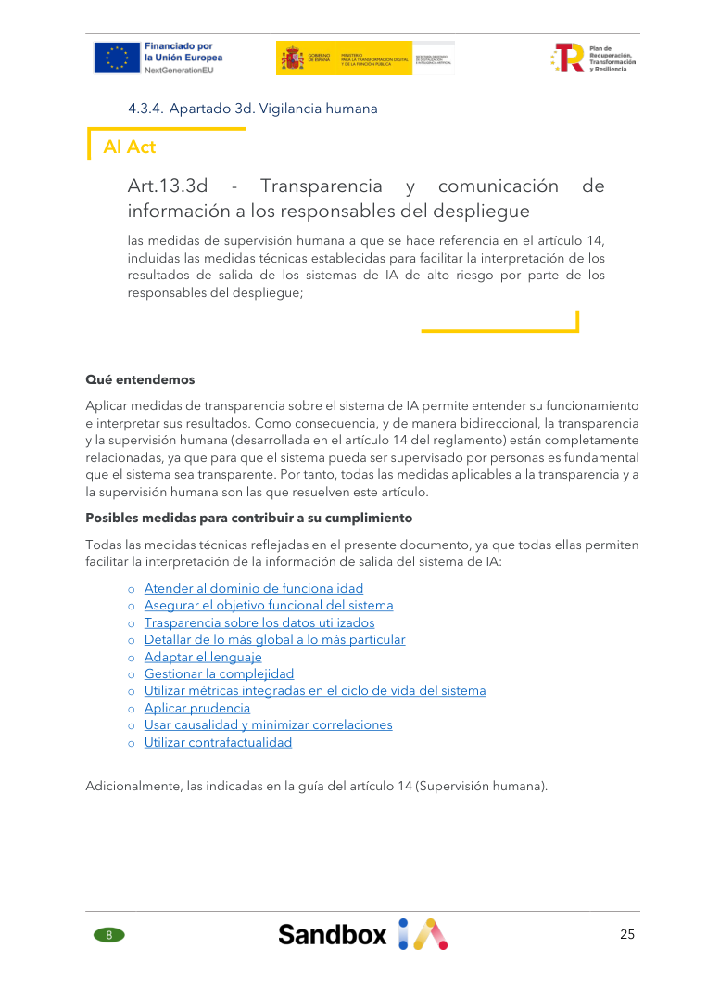 Financiado por
la Unión Europea
NextGenerationEU
GOBIERNO
DE ESPAÑA
MINISTERIO
PARA LA TRANSFORMACIÓN DIGITAL
Y DE LA FUNCIÓN PÚBLICA
SECRETARÍA DE ESTADO
DE DIGITALIZACIÓN
E INTELIGENCIA ARTIFICIAL
Plan de
Recuperación,
Transformación
y Resiliencia
4.3.4. Apartado 3d. Vigilancia humana
AI Act
Art.13.3d - Transparencia y comunicación de
información a los responsables del despliegue
las medidas de supervisión humana a que se hace referencia en el artículo 14,
incluidas las medidas técnicas establecidas para facilitar la interpretación de los
resultados de salida de los sistemas de IA de alto riesgo por parte de los
responsables del despliegue;
Qué entendemos
Aplicar medidas de transparencia sobre el sistema de IA permite entender su funcionamiento
e interpretar sus resultados. Como consecuencia, y de manera bidireccional, la transparencia
y la supervisión humana (desarrollada en el artículo 14 del reglamento) están completamente
relacionadas, ya que para que el sistema pueda ser supervisado por personas es fundamental
que el sistema sea transparente. Por tanto, todas las medidas aplicables a la transparencia y a
la supervisión humana son las que resuelven este artículo.
Posibles medidas para contribuir a su cumplimiento
Todas las medidas técnicas reflejadas en el presente documento, ya que todas ellas permiten
facilitar la interpretación de la información de salida del sistema de IA:
o Atender al dominio de funcionalidad
o Asegurar el objetivo funcional del sistema
o Trasparencia sobre los datos utilizados
o Detallar de lo más global a lo más particular
o Adaptar el lenguaje
o Gestionar la complejidad
o Utilizar métricas integradas en el ciclo de vida del sistema
o Aplicar prudencia
o Usar causalidad y minimizar correlaciones
o Utilizar contrafactualidad
Adicionalmente, las indicadas en la guía del artículo 14 (Supervisión humana).
8
Sandbox IA
25